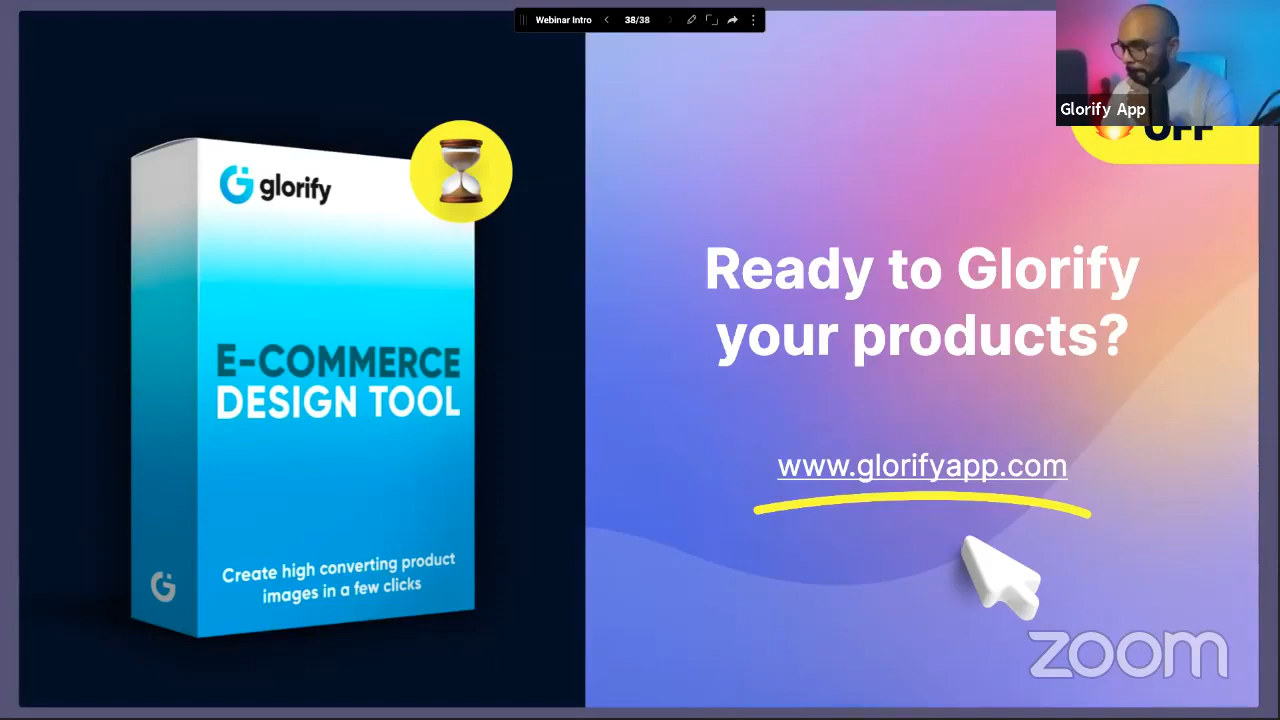 Webinar Intro
38/38
Glorify App
OFF
glorify
E-COMMERCE
DESIGN TOOL
Create high converting product
images in a few clicks
Ready to Glorify
your products?
www.glorifyapp.com
zoom